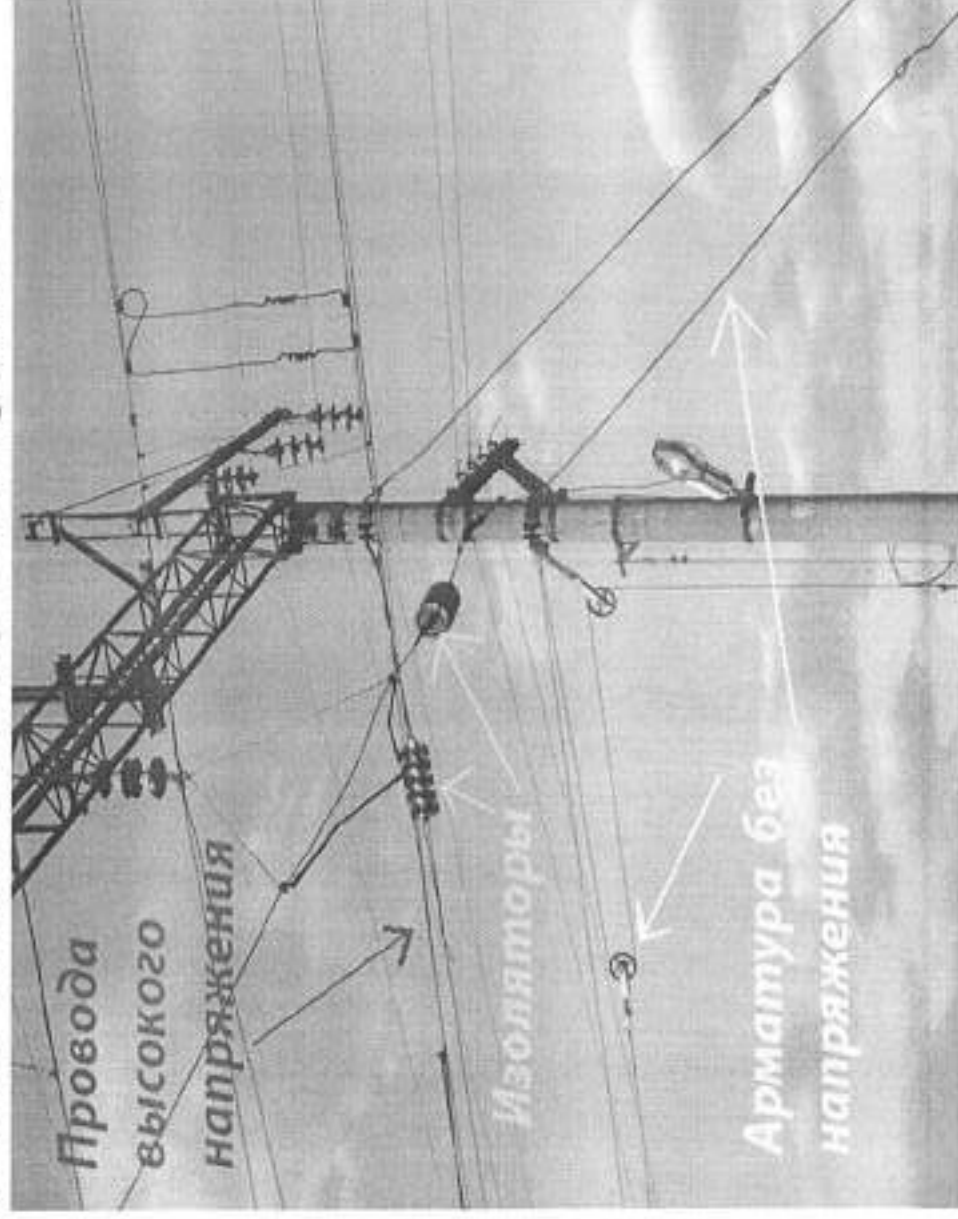 Провода
высокого
напряжения
Изоляторы
Арматура без
напряжения